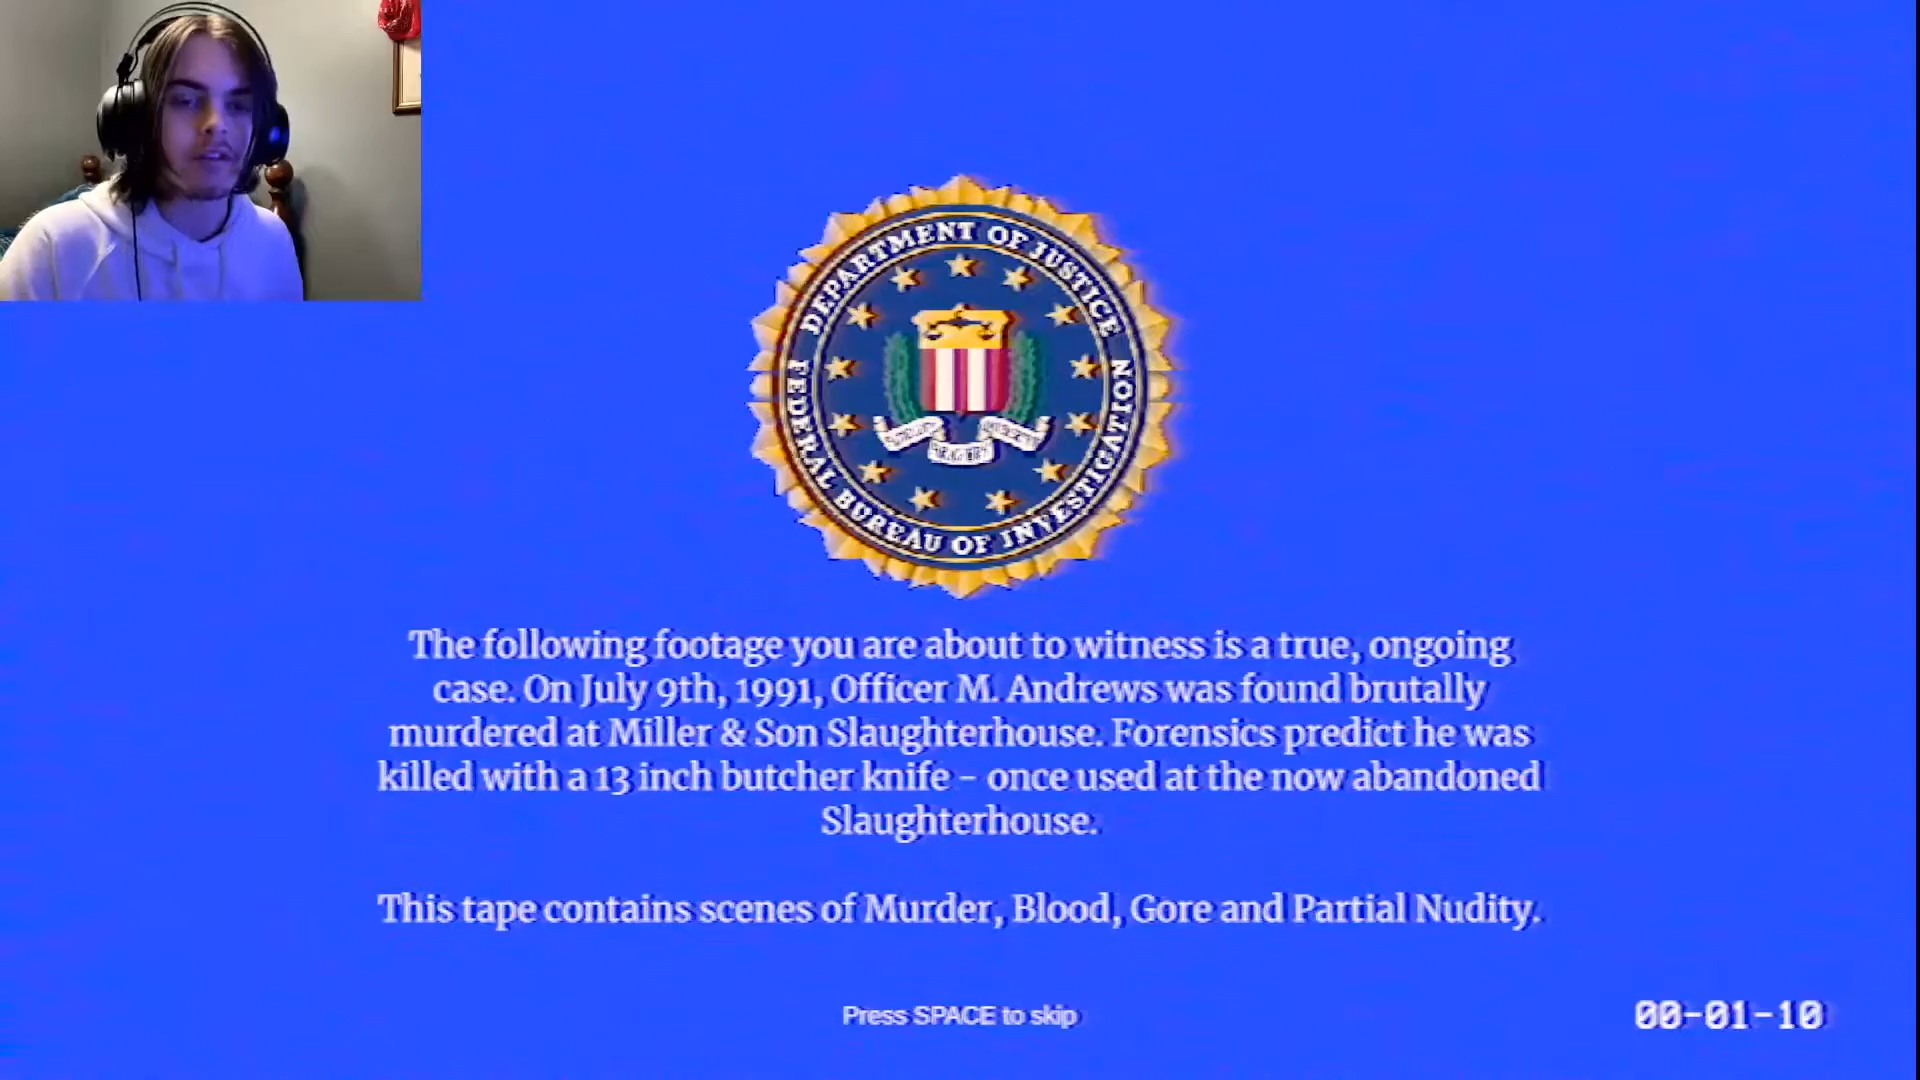 DEPARTMENT OF JUSTICE
FEDERAL BUREAU OF INVESTIGATION
The following footage you are about to witness is a true, ongoing
case. On July 9th, 1991, Officer M. Andrews was found brutally
murdered at Miller & Son Slaughterhouse. Forensics predict he was
killed with a 13 inch butcher knife - once used at the now abandoned
Slaughterhouse.
This tape contains scenes of Murder, Blood, Gore and Partial Nudity.
Press SPACE to skip
00-01-10